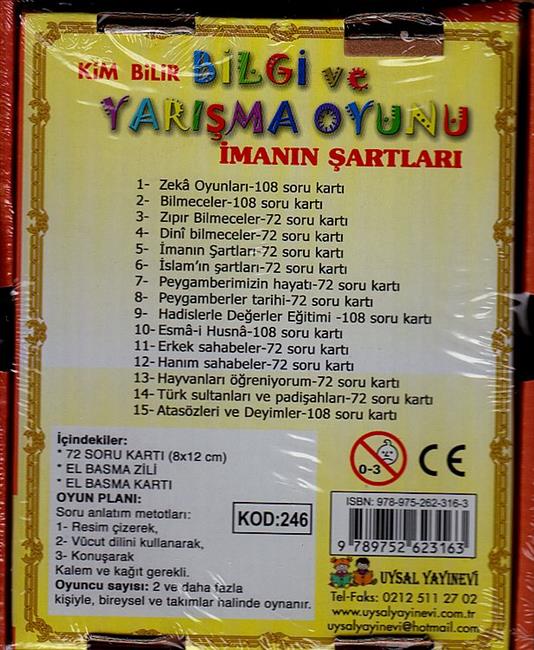 KİM BİLİR BİLGİ ve
YARIŞMA OYUNU
İMANIN ŞARTLARI
1- Zekâ Oyunları-108 soru kartı
2- Bilmeceler-108 soru kartı
3- Zıpır Bilmeceler-72 soru kartı
4- Dinî bilmeceler-72 soru kartı
5- İmanın Şartları-72 soru kartı
6- İslam'ın şartları-72 soru kartı
7- Peygamberimizin hayatı-72 soru kartı
8- Peygamberler tarihi-72 soru kartı
9- Hadislerle Değerler Eğitimi -108 soru kartı
10- Esmâ-i Husnâ-108 soru kartı
11- Erkek sahabeler-72 soru kartı
12- Hanım sahabeler-72 soru kartı
13- Hayvanları öğreniyorum-72 soru kartı
14- Türk sultanları ve padişahları-72 soru kartı
15- Atasözleri ve Deyimler-108 soru kartı
İçindekiler:
* 72 SORU KARTI (8x12 cm)
* EL BASMA ZİLİ
* EL BASMA KARTI
OYUN PLANI:
Soru anlatım metotları:
1- Resim çizerek,
2- Vücut dilini kullanarak,
3- Konuşarak
Kalem ve kağıt gerekli.
Oyuncu sayısı: 2 ve daha fazla
kişiyle, bireysel ve takımlar halinde oynanır.
KOD:246
0-3
CE
ISBN: 978-975-262-316-3
9 789752 623163
UYSAL YAYINEVİ
Tel-Faks: 0212 511 27 02
www.uysalyayinevi.com.tr
uysalyayinevi@hotmail.com